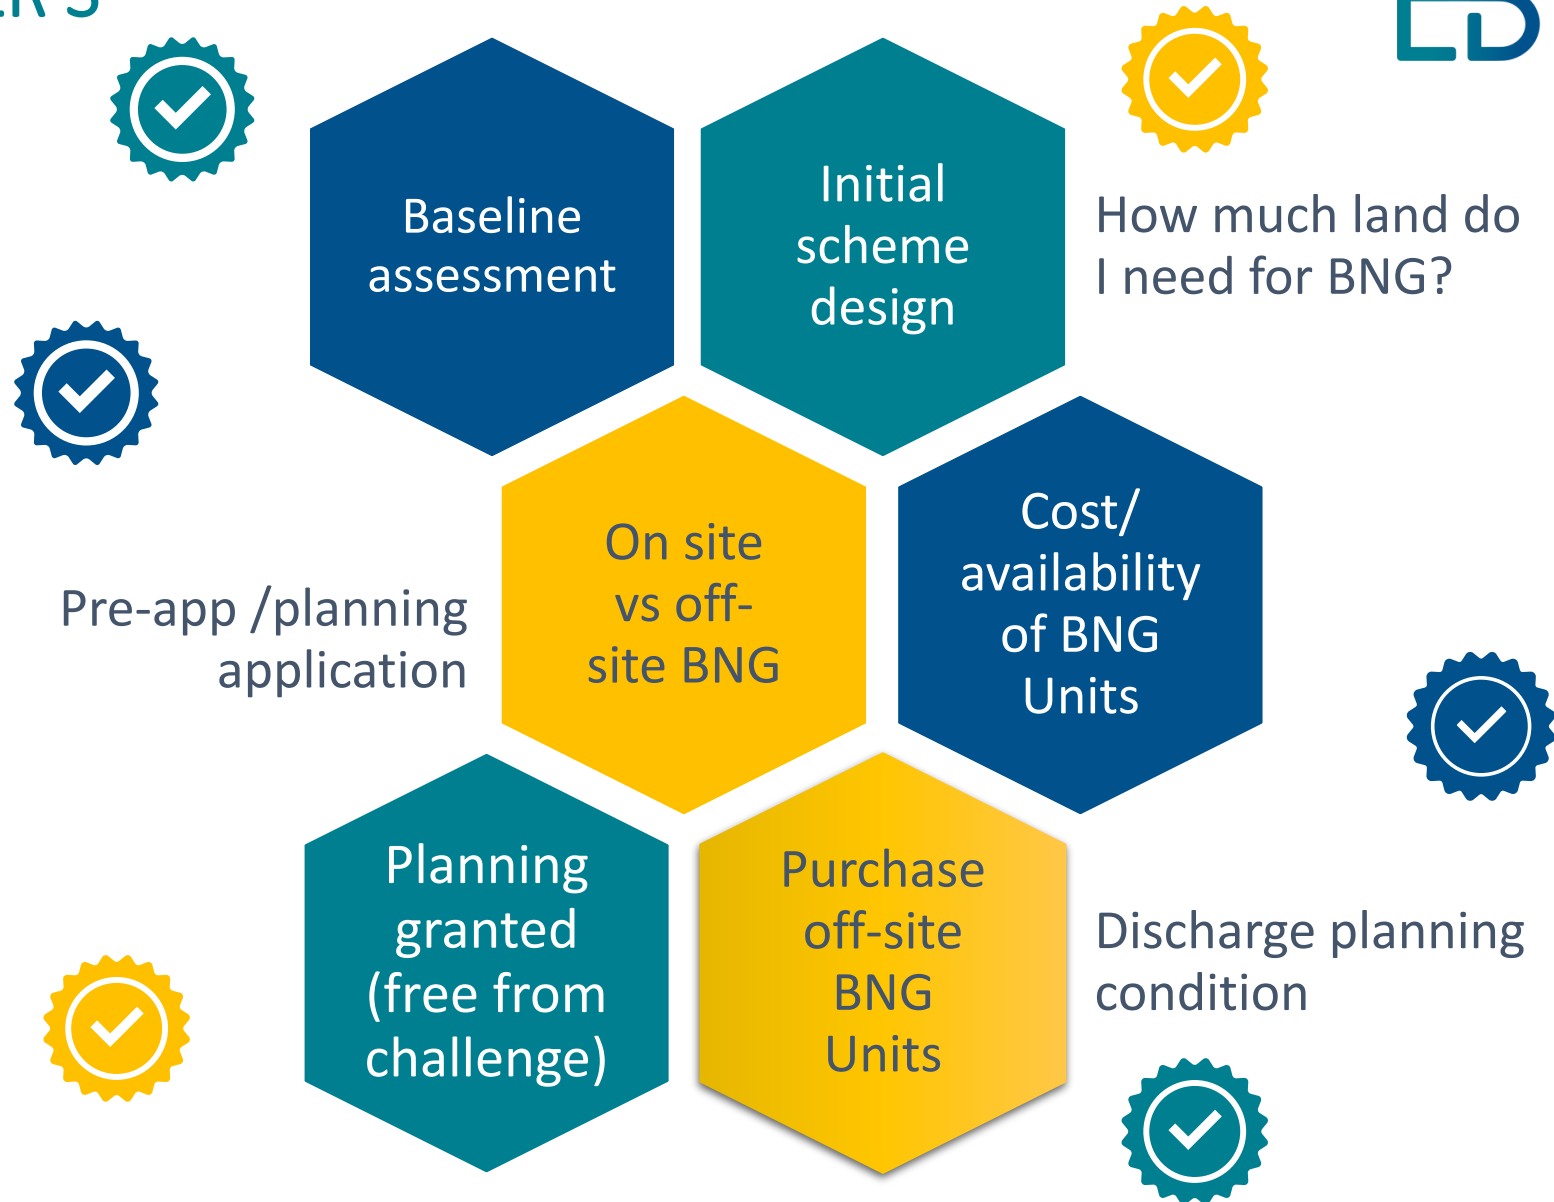 Baseline
assessment
Initial
scheme
design
How much land do
I need for BNG?
Pre-app /planning
application
On site
vs off-
site BNG
Cost/
availability
of BNG
Units
Planning
granted
(free from
challenge)
Purchase
off-site
BNG
Units
Discharge planning
condition